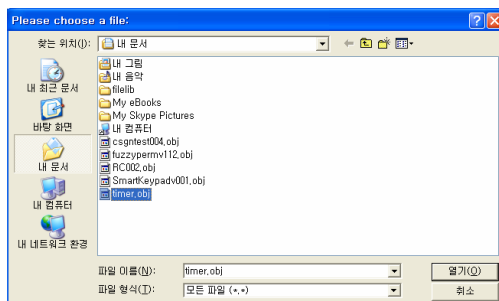 Please choose a file:
찾는 위치(I):
내 문서
내 최근 문서
바탕 화면
내 문서
내 컴퓨터
내 네트워크 환경
내 그림
내 음악
filelib
My eBooks
My Skype Pictures
내 컴퓨터
csgntest004.obj
fuzzypermv112.obj
RC002.obj
SmartKeypadv001.obj
timer.obj
파일 이름(N):
timer.obj
열기(O)
파일 형식(T):
모든 파일 (*.*)
취소